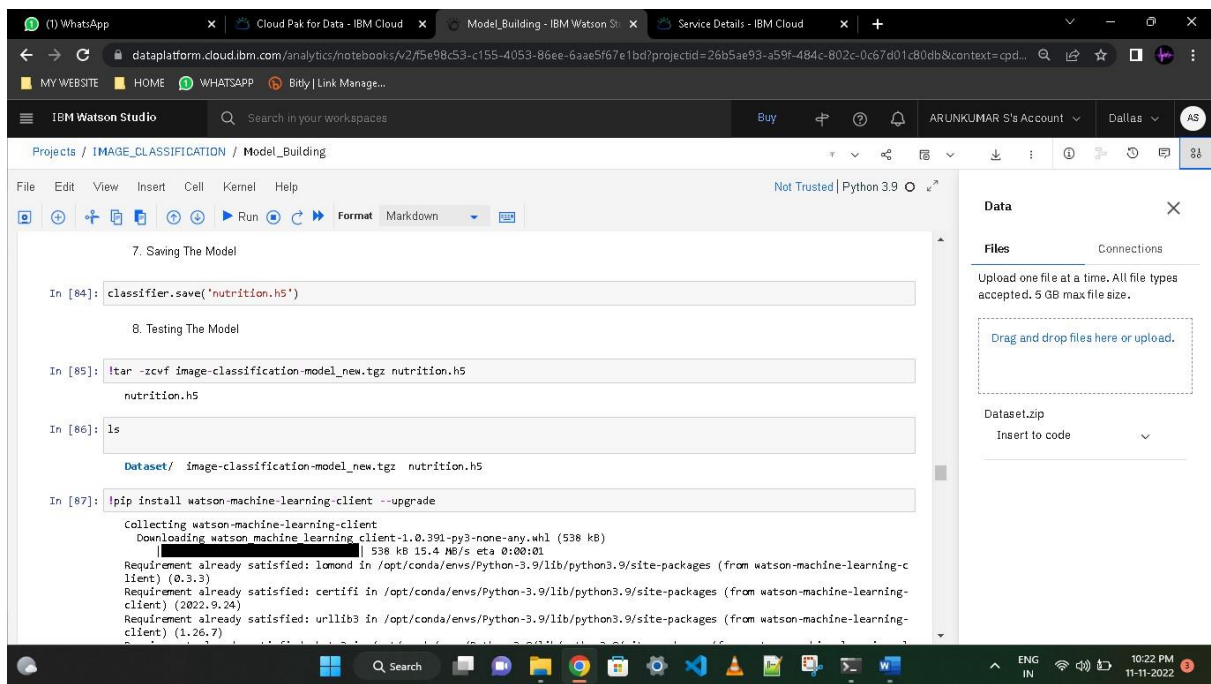 (1) WhatsApp
Cloud Pak for Data - IBM Cloud
Model_Building - IBM Watson St
Service Details - IBM Cloud
dataplatform.cloud.ibm.com/analytics/notebooks/v2/f5e98c53-c155-4053-86ee-6aae5f67e1bd?projectid=26b5ae93-a59f-484c-802c-0c67d01c80db&context=cpd...
MY WEBSITE HOME WHATSAPP Bitly | Link Manage...
IBM Watson Studio Search in your workspaces Buy ARUNKUMAR S's Account Dallas AS
Projects / IMAGE_CLASSIFICATION / Model_Building
File Edit View Insert Cell Kernel Help Not Trusted | Python 3.9
Run Format Markdown
7. Saving The Model
In [84]: classifier.save('nutrition.h5')
8. Testing The Model
In [85]: !tar -zcvf image-classification-model_new.tgz nutrition.h5
nutrition.h5
In [86]: ls
Dataset/ image-classification-model_new.tgz nutrition.h5
In [87]: !pip install watson-machine-learning-client --upgrade
Collecting watson-machine-learning-client
Downloading watson_machine_learning_client-1.0.391-py3-none-any.whl (538 kB)
| 538 kB 15.4 MB/s eta 0:00:01
Requirement already satisfied: lomond in /opt/conda/envs/Python-3.9/lib/python3.9/site-packages (from watson-machine-learning-c
lient) (0.3.3)
Requirement already satisfied: certifi in /opt/conda/envs/Python-3.9/lib/python3.9/site-packages (from watson-machine-learning-
client) (2022.9.24)
Requirement already satisfied: urllib3 in /opt/conda/envs/Python-3.9/lib/python3.9/site-packages (from watson-machine-learning-
client) (1.26.7)
Data
Files Connections
Upload one file at a time. All file types
accepted. 5 GB max file size.
Drag and drop files here or upload.
Dataset.zip
Insert to code
Search
ENG
IN
10:22 PM
11-11-2022
3